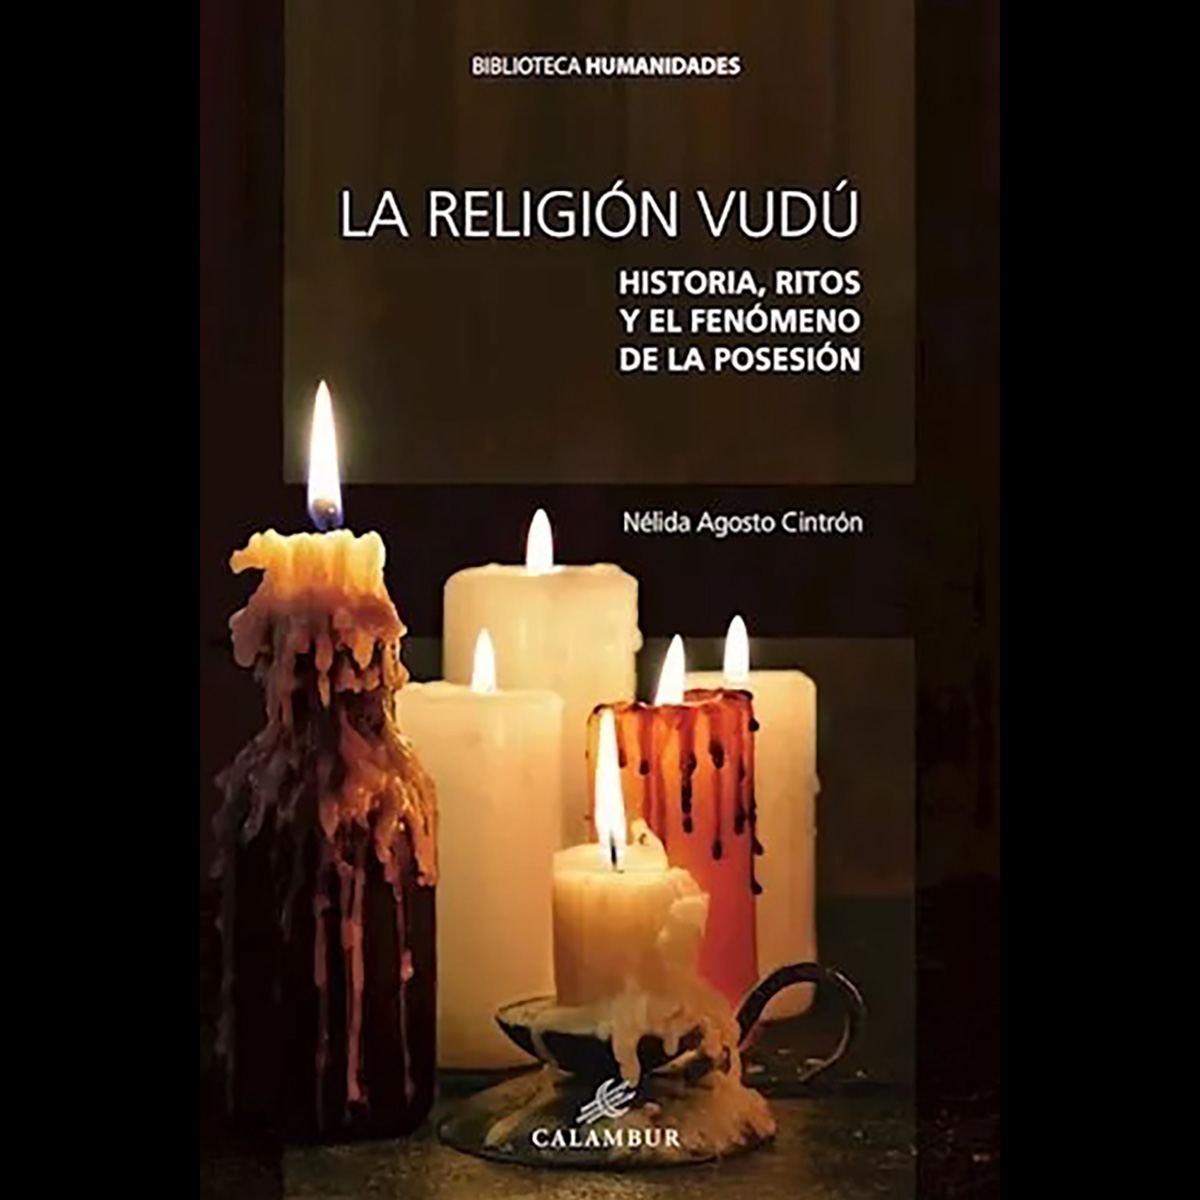 BIBLIOTECA HUMANIDADES
LA RELIGIÓN VUDÚ
HISTORIA, RITOS
Y EL FENÓMENO
DE LA POSESIÓN
Nélida Agosto Cintrón
CALAMBUR